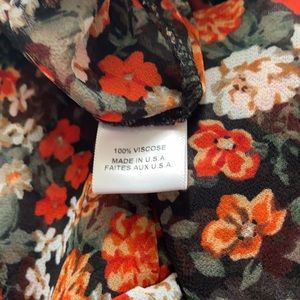 100% VISCOSE
MADE IN U.S.A.
FAITES AUX U.S.A.